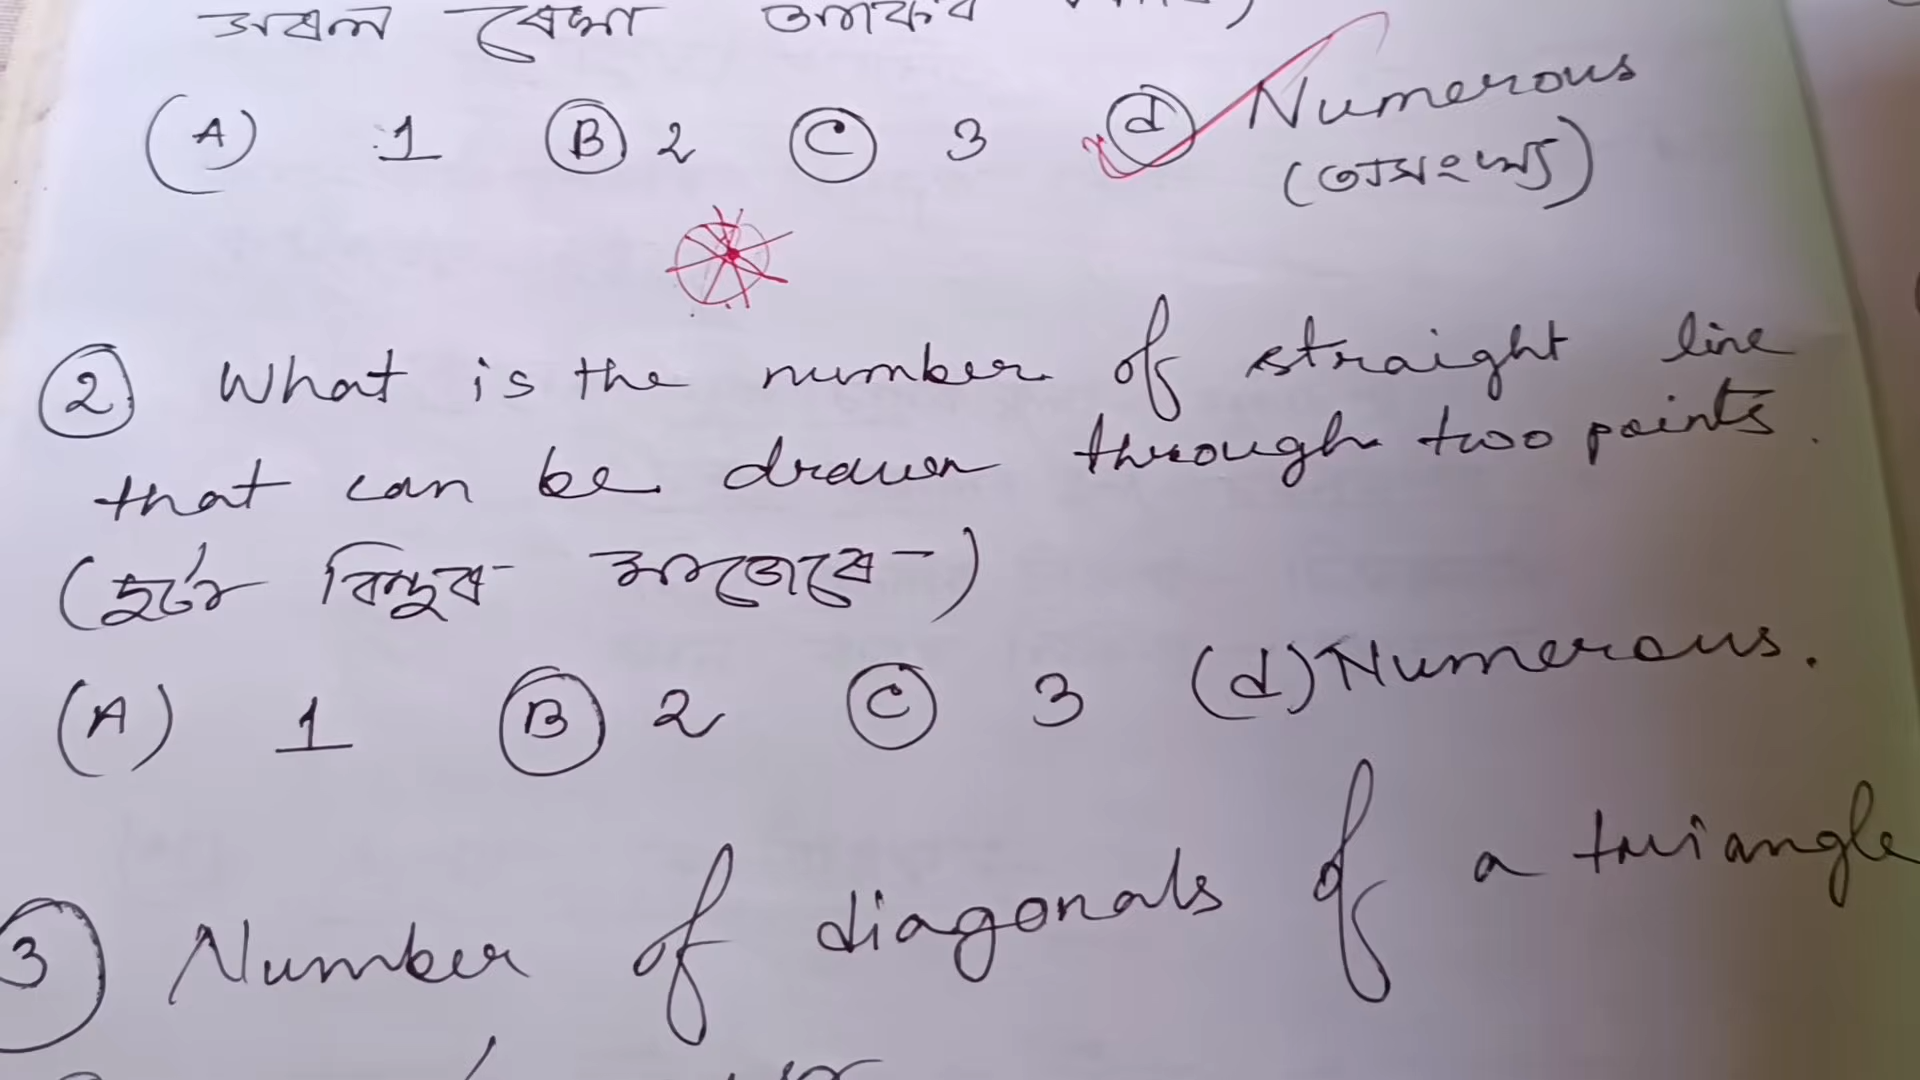 সৰল ৰেখা
(A) 1 (B) 2 (C) 3 (d) Numerous
(অসংখ্য)
(2) What is the number of straight line
that can be drawn through two points.
(দুটা বিন্দুৰ মাজেৰে-)
(A) 1 (B) 2 (C) 3 (d) Numerous.
(3) Number of diagonals of a triangle